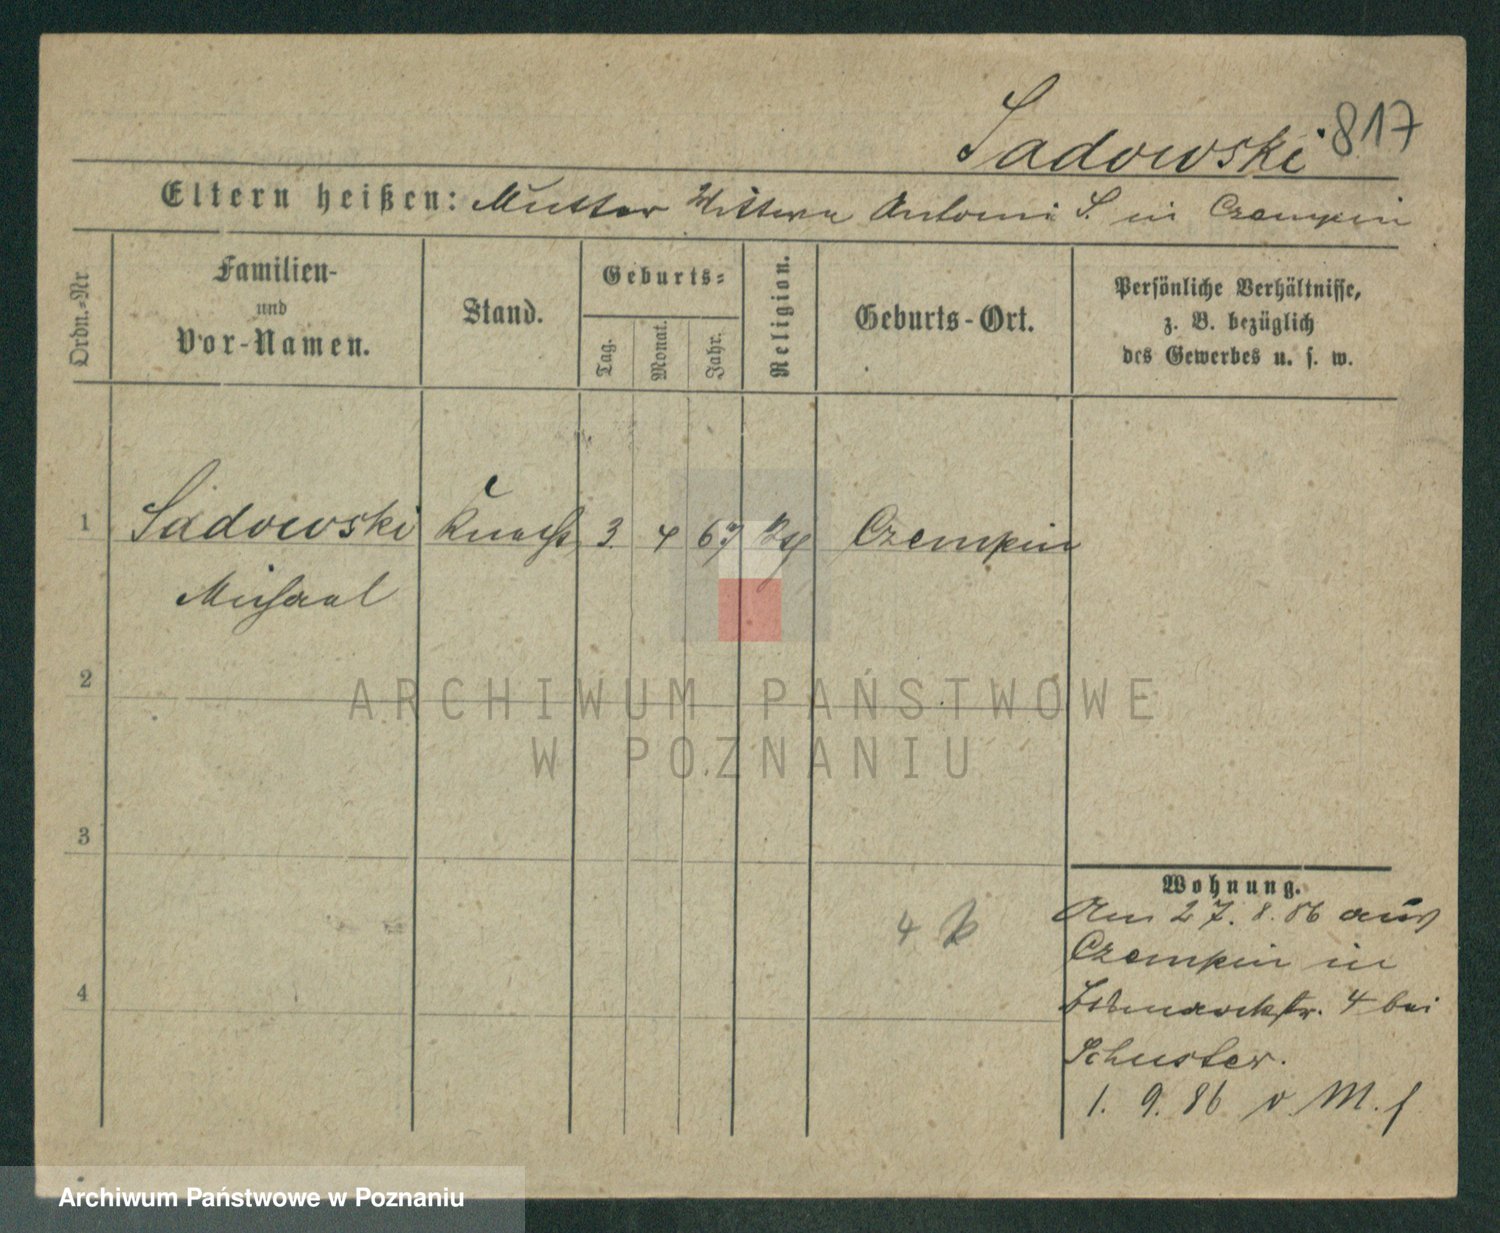 Sadowski 817
Eltern heißen: Mutter Wittwe Antonni S. in Czempin
Ordn.-Nr.
Familien-
und
Vor-Namen.
Stand.
Geburts-
Tag.
Monat.
Jahr.
Religion.
Geburts-Ort.
Persönliche Verhältnisse,
z. B. bezüglich
des Gewerbes u. s. w.
1 Sadowski Knecht 3. 4 67 Czempin
Michael
2
3
4
ARCHIWUM PAŃSTWOWE
W POZNANIU
4
Wohnung.
Am 27. 8. 86 aus
Czempin in
4 bei
Schuster.
1. 9. 86 v. M. f
Archiwum Państwowe w Poznaniu